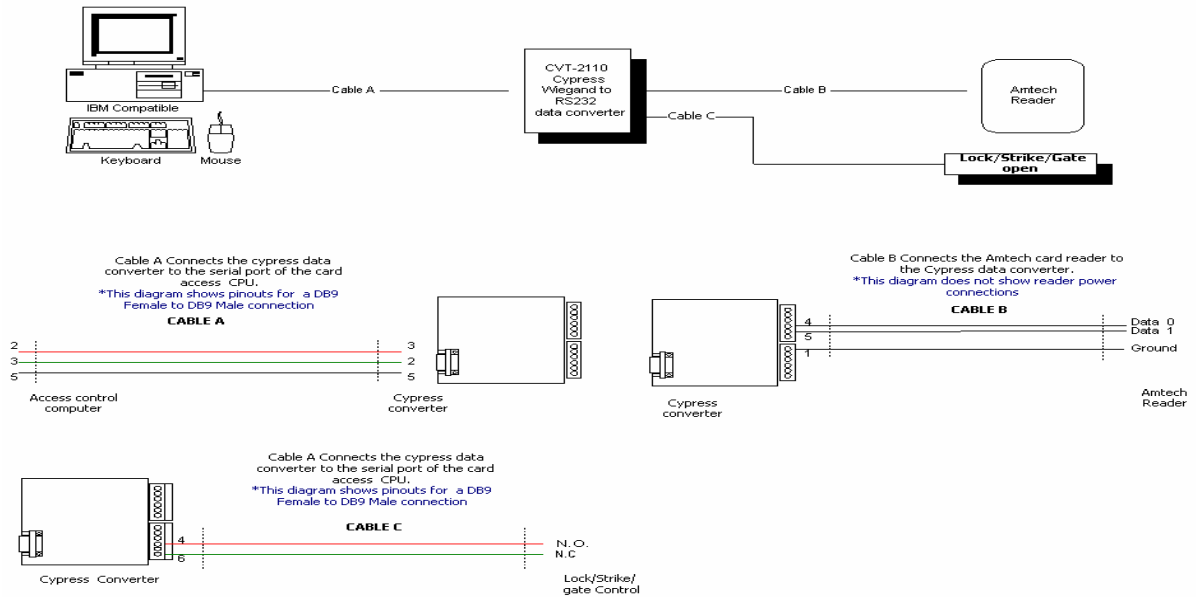 CVT-2110
Cypress
Wiegand to
RS232
data converter
Cable A
Cable B
Amtech
Reader
IBM Compatible
Cable C
Keyboard
Mouse
Lock/Strike/Gate
open
Cable A Connects the cypress data
converter to the serial port of the card
access CPU.
*This diagram shows pinouts for a DB9
Female to DB9 Male connection
CABLE A
2
3
5
3
2
5
Access control
computer
Cypress
converter
Cable B Connects the Amtech card reader to
the Cypress data converter.
*This diagram does not show reader power
connections
CABLE B
4
5
1
Data 0
Data 1
Ground
Cypress
converter
Amtech
Reader
Cable A Connects the cypress data
converter to the serial port of the card
access CPU.
*This diagram shows pinouts for a DB9
Female to DB9 Male connection
CABLE C
4
6
N.O.
N.C
Cypress Converter
Lock/Strike/
gate Control